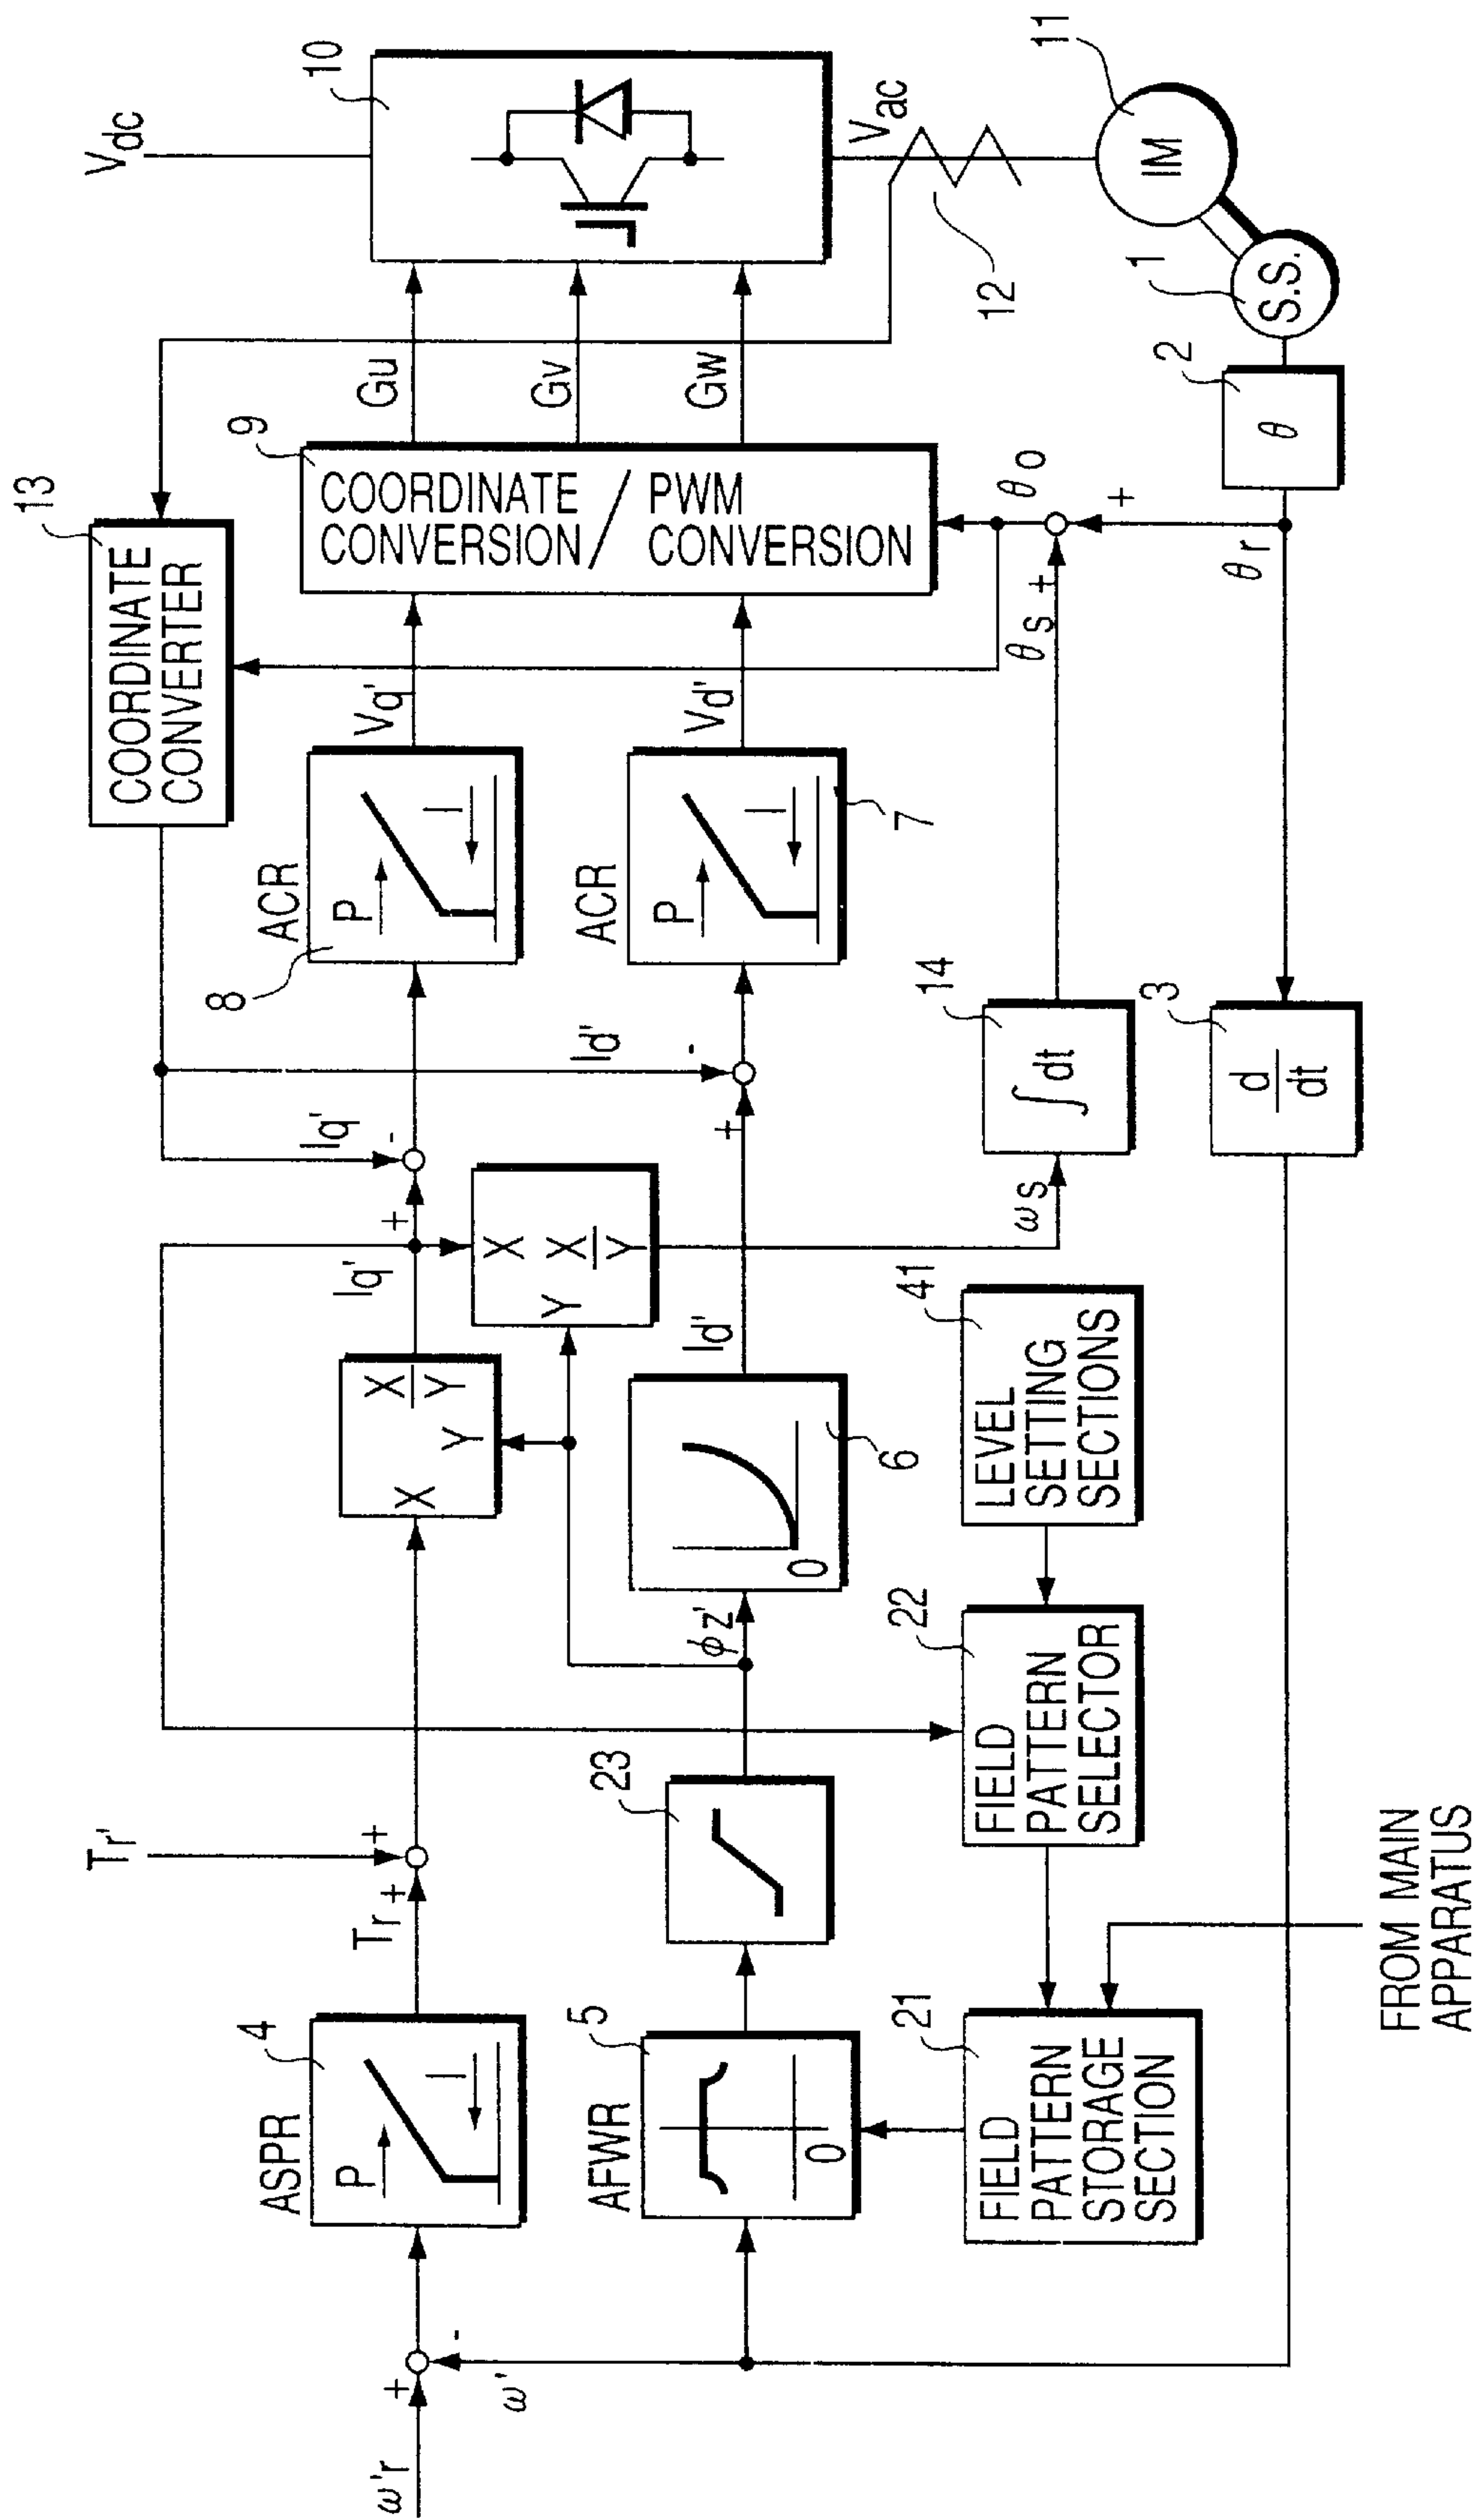 Vdc
10
13
COORDINATE
CONVERTER
9
Gu
Gv
Gw
COORDINATE
CONVERSION
/
PWM
CONVERSION
Vac
12
11
IM
1
S.S.
2
θ
θr
+
θo
θs
+
ACR
8
P
I
Vq'
ACR
7
P
I
Vd'
Iq'
-
Id'
-
14
∫dt
3
d
dt
Iq'
+
X
Y
X
Y
X
Y
X
Y
ωs
Id'
+
6
0
φz'
41
LEVEL
SETTING
SECTIONS
22
FIELD
PATTERN
SELECTOR
Tr'
+
Tr
+
23
ASPR
4
P
I
AFWR
5
0
21
FIELD
PATTERN
STORAGE
SECTION
FROM MAIN
APPARATUS
ω'r
+
-
ω'